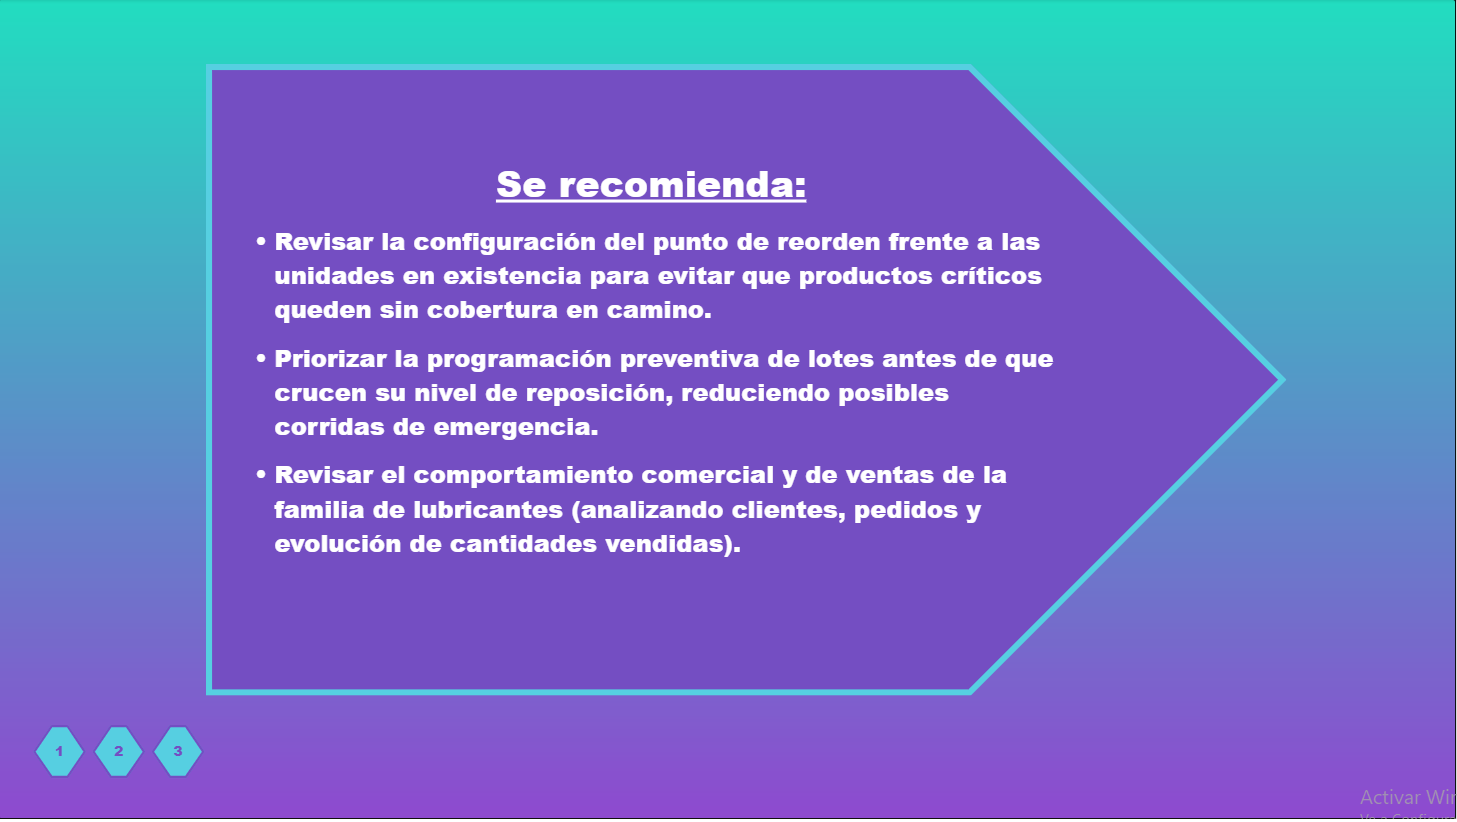 Se recomienda:
• Revisar la configuración del punto de reorden frente a las
unidades en existencia para evitar que productos críticos
queden sin cobertura en camino.
• Priorizar la programación preventiva de lotes antes de que
crucen su nivel de reposición, reduciendo posibles
corridas de emergencia.
• Revisar el comportamiento comercial y de ventas de la
familia de lubricantes (analizando clientes, pedidos y
evolución de cantidades vendidas).
1 2 3
Activar Win